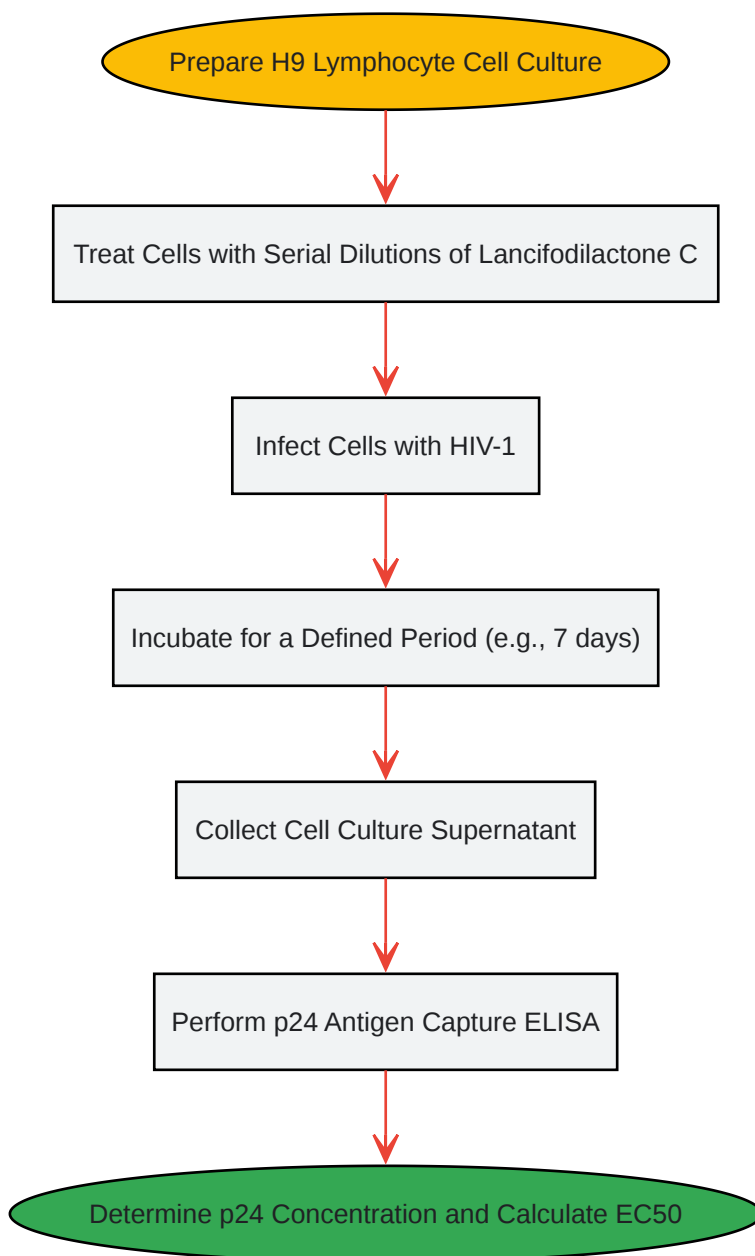 Prepare H9 Lymphocyte Cell Culture
Treat Cells with Serial Dilutions of Lancifodilactone C
Infect Cells with HIV-1
Incubate for a Defined Period (e.g., 7 days)
Collect Cell Culture Supernatant
Perform p24 Antigen Capture ELISA
Determine p24 Concentration and Calculate EC50